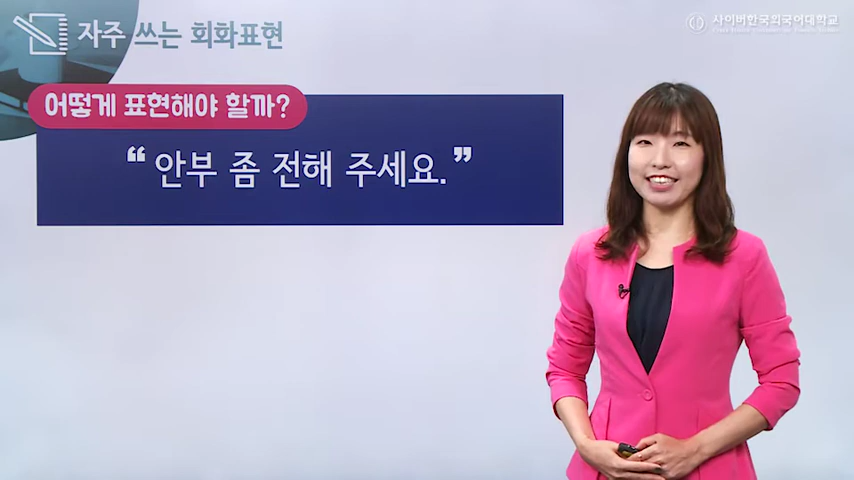 자주 쓰는 회화표현
사이버한국외국어대학교
어떻게 표현해야 할까?
“ 안부 좀 전해 주세요. ”